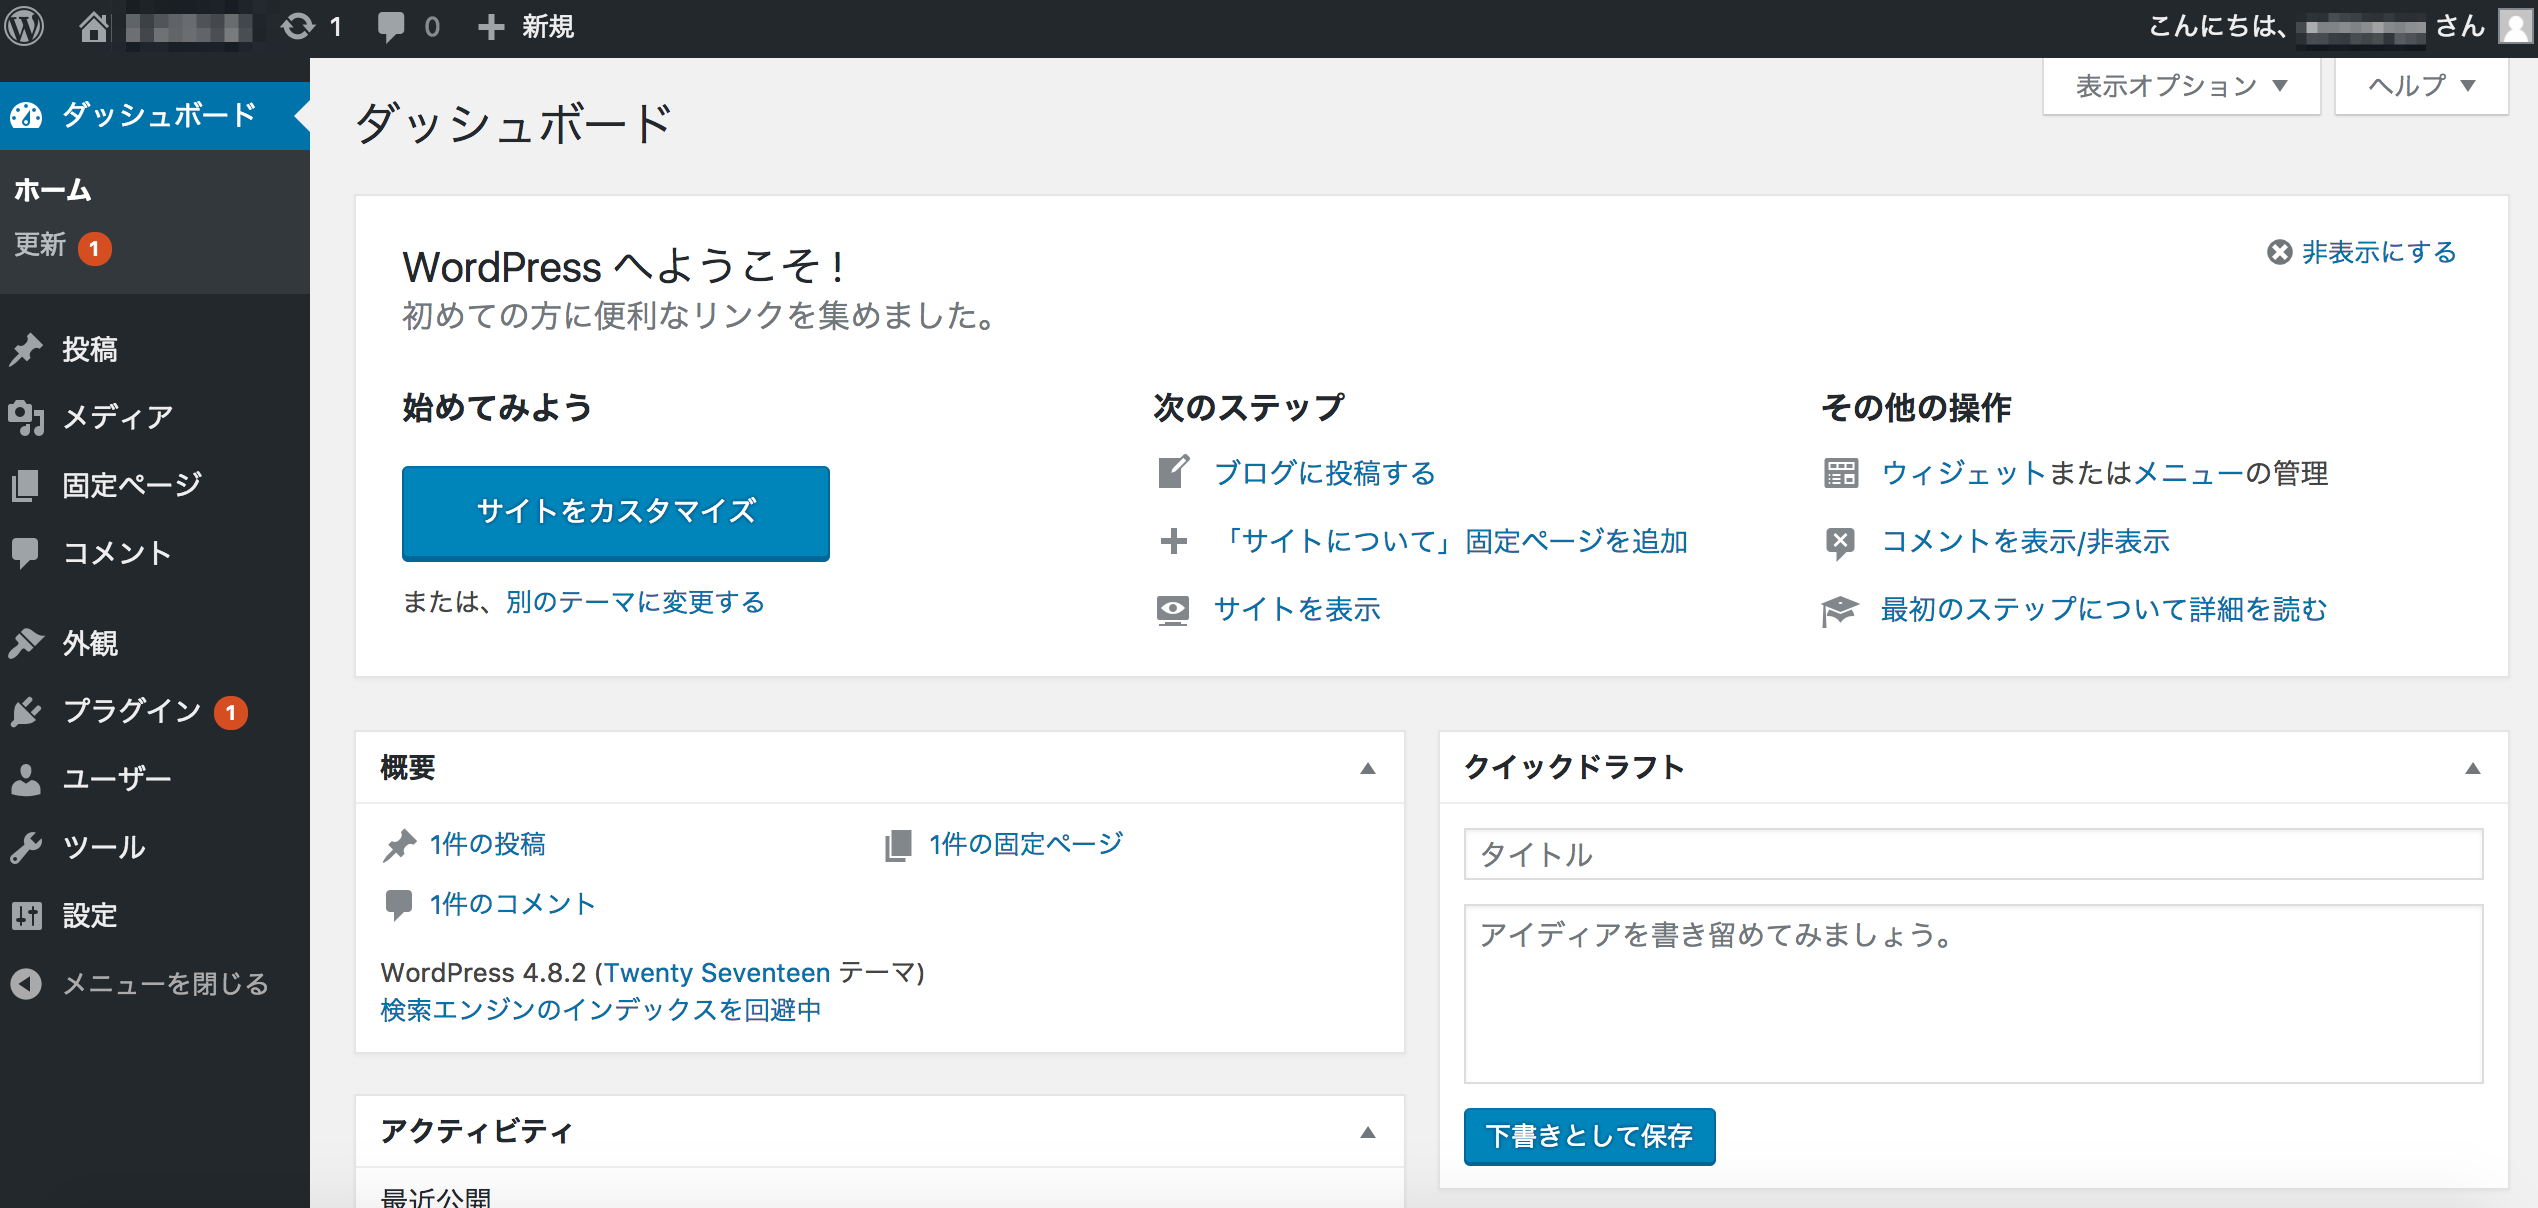 1 0 新規
こんにちは、 さん
ダッシュボード
ホーム
更新 1
投稿
メディア
固定ページ
コメント
外観
プラグイン 1
ユーザー
ツール
設定
メニューを閉じる
表示オプション ▼ ヘルプ ▼
ダッシュボード
WordPress へようこそ !
初めての方に便利なリンクを集めました。
非表示にする
始めてみよう
サイトをカスタマイズ
または、別のテーマに変更する
次のステップ
ブログに投稿する
「サイトについて」固定ページを追加
サイトを表示
その他の操作
ウィジェットまたはメニューの管理
コメントを表示/非表示
最初のステップについて詳細を読む
概要
1件の投稿 1件の固定ページ
1件のコメント
WordPress 4.8.2 (Twenty Seventeen テーマ)
検索エンジンのインデックスを回避中
アクティビティ
最近公開
クイックドラフト
タイトル
アイディアを書き留めてみましょう。
下書きとして保存